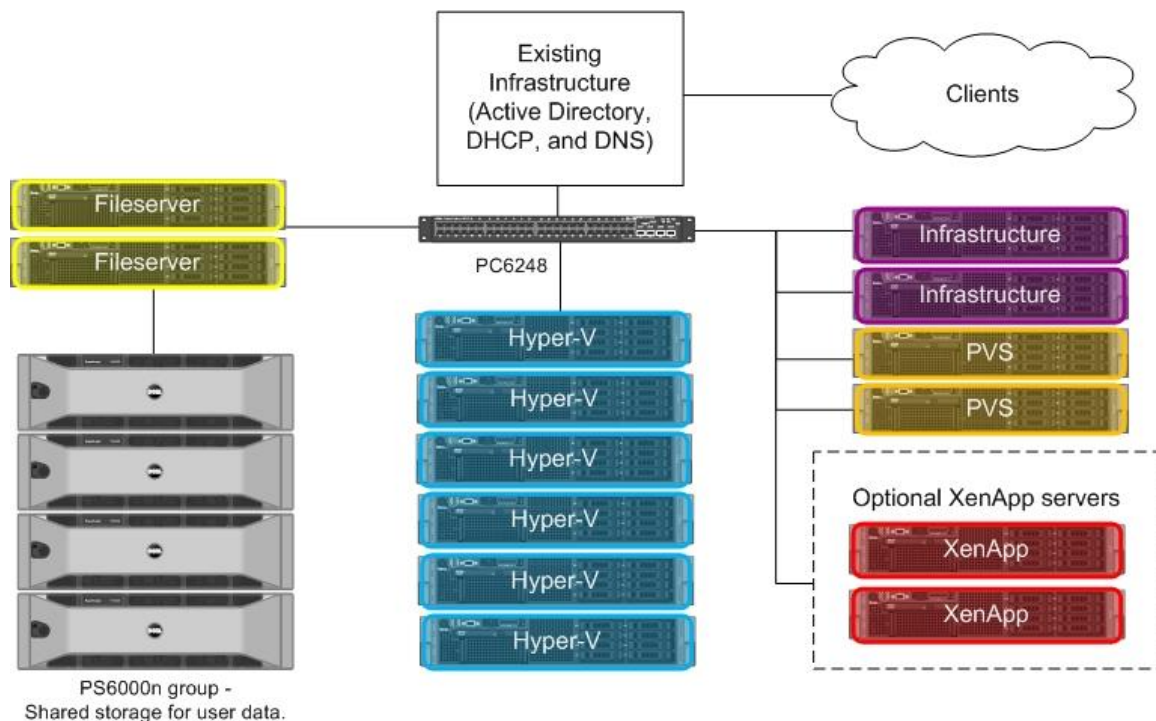 Existing
Infrastructure
(Active Directory,
DHCP, and DNS)
Clients
Fileserver
Fileserver
PC6248
Infrastructure
Infrastructure
PVS
PVS
Hyper-V
Hyper-V
Hyper-V
Hyper-V
Hyper-V
Hyper-V
Optional XenApp servers
XenApp
XenApp
PS6000n group -
Shared storage for user data.